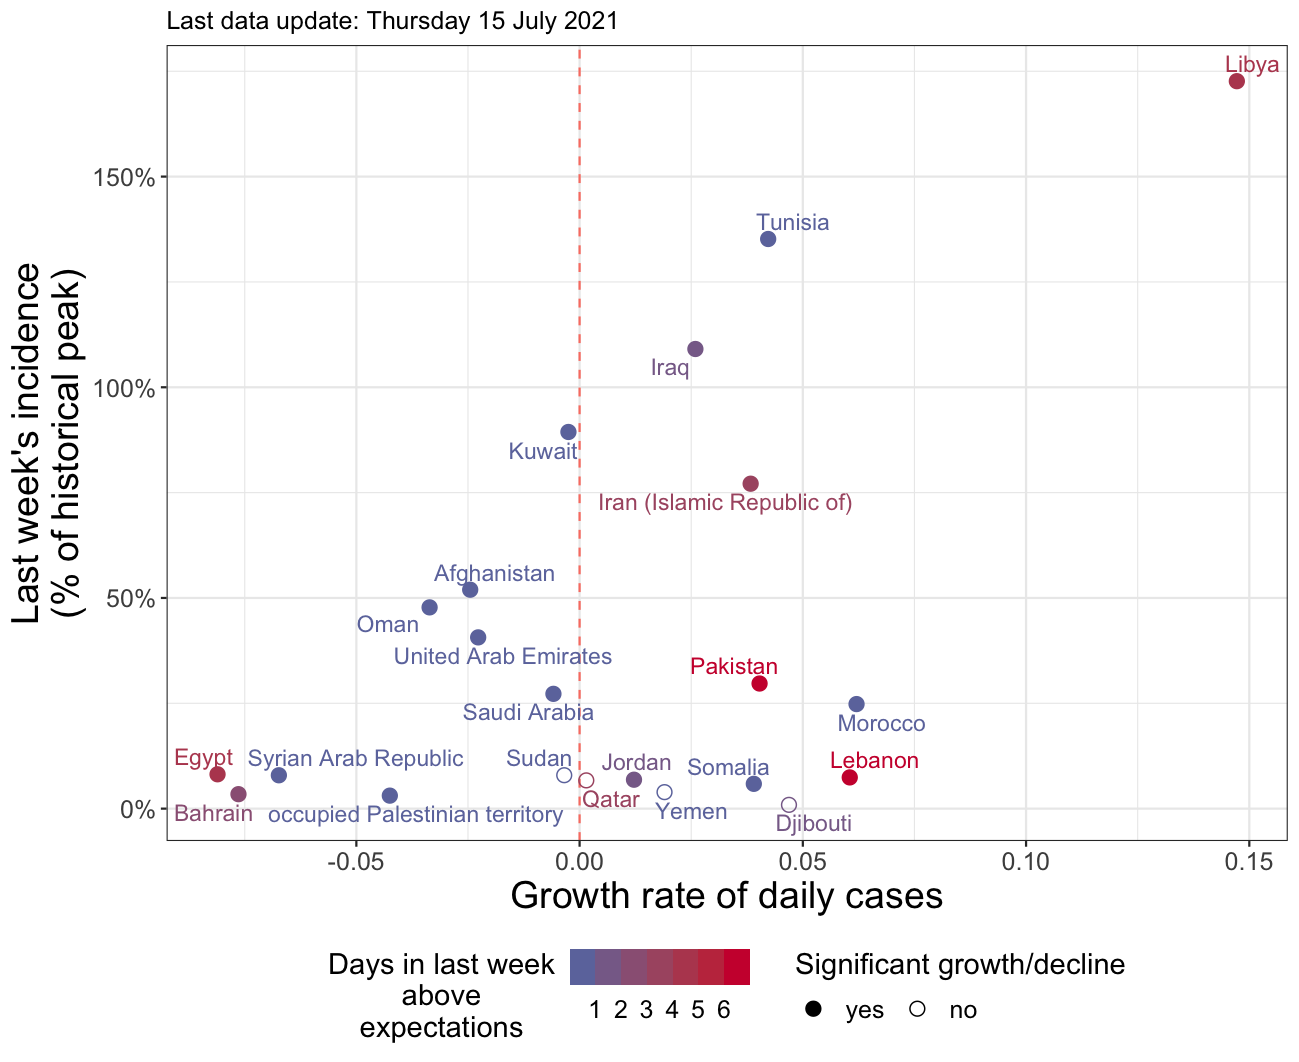 Last data update: Thursday 15 July 2021
Last week's incidence
(% of historical peak)
150%
100%
50%
0%
Libya
Tunisia
Iraq
Kuwait
Iran (Islamic Republic of)
Afghanistan
Oman
United Arab Emirates
Pakistan
Saudi Arabia
Morocco
Egypt
Syrian Arab Republic
Sudan
Jordan
Somalia
Lebanon
Bahrain
occupied Palestinian territory
Qatar
Yemen
Djibouti
-0.05 0.00 0.05 0.10 0.15
Growth rate of daily cases
Days in last week
above
expectations
1 2 3 4 5 6
Significant growth/decline
yes no